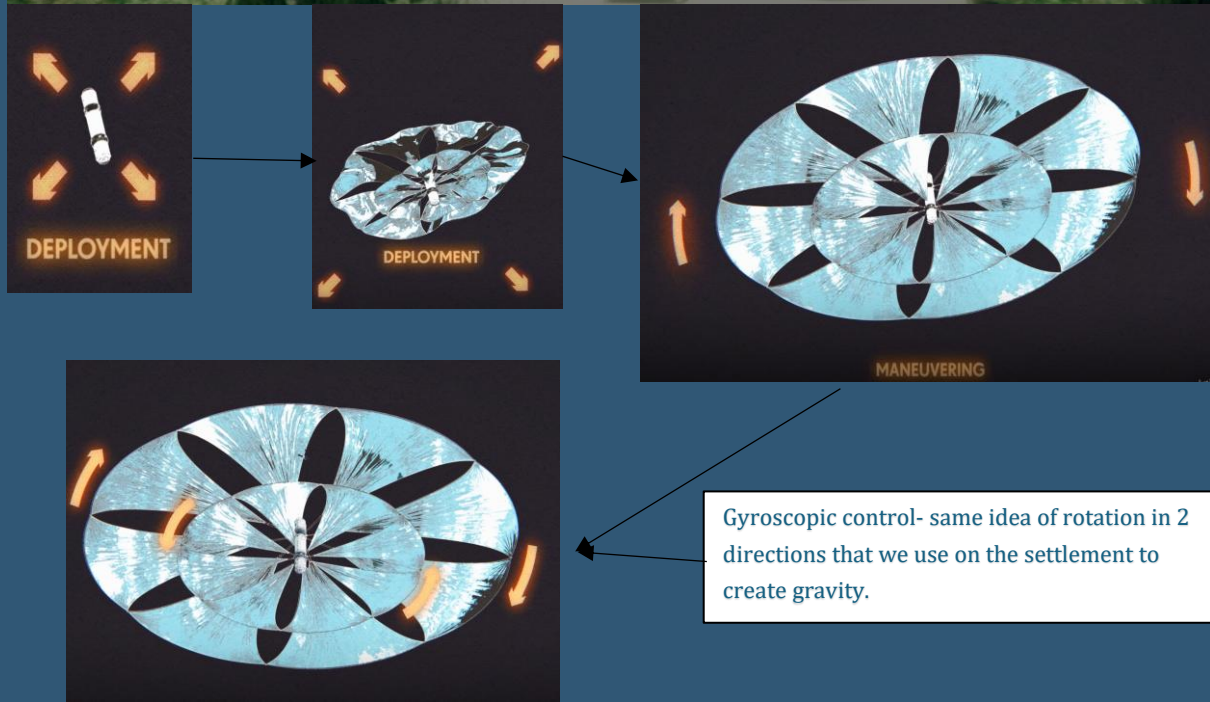 DEPLOYMENT
DEPLOYMENT
MANEUVERING
Gyroscopic control- same idea of rotation in 2
directions that we use on the settlement to
create gravity.